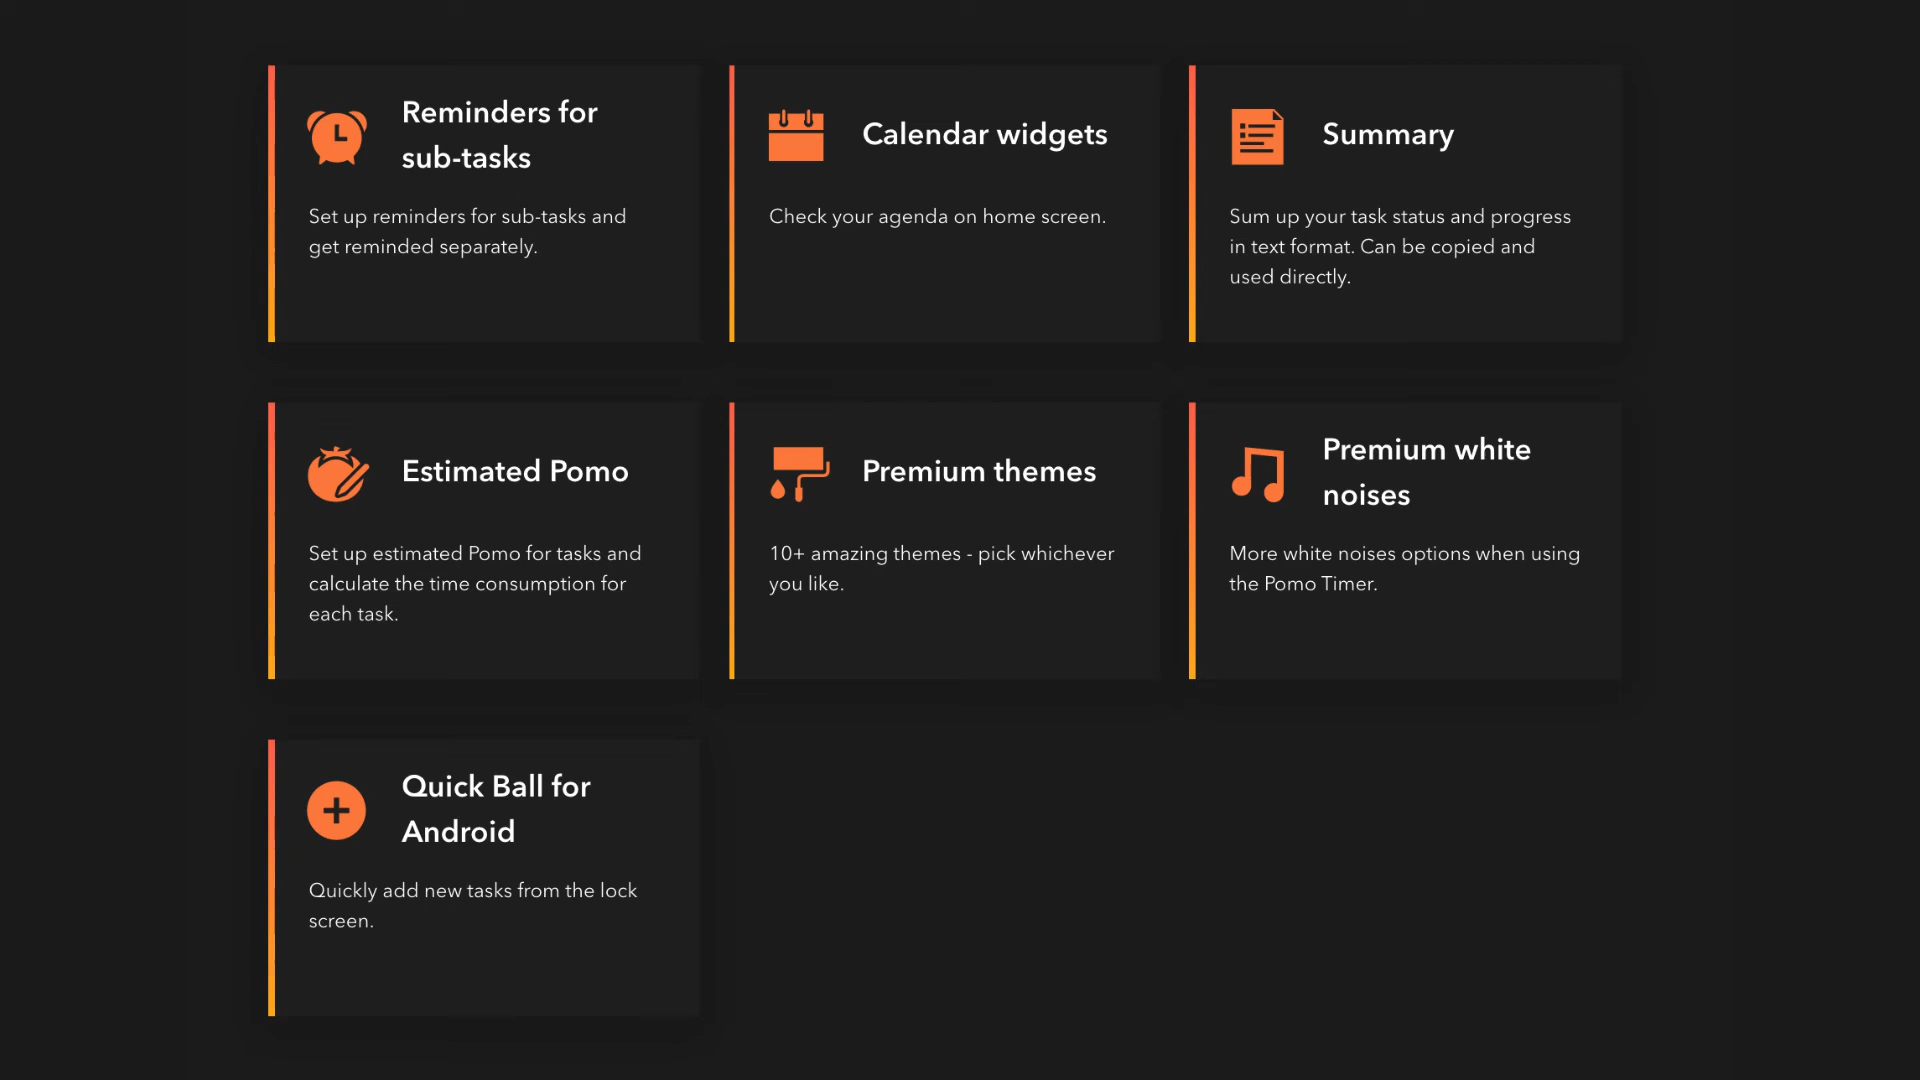 Reminders for
sub-tasks
Set up reminders for sub-tasks and
get reminded separately.
Calendar widgets
Check your agenda on home screen.
Summary
Sum up your task status and progress
in text format. Can be copied and
used directly.
Estimated Pomo
Set up estimated Pomo for tasks and
calculate the time consumption for
each task.
Premium themes
10+ amazing themes - pick whichever
you like.
Premium white
noises
More white noises options when using
the Pomo Timer.
Quick Ball for
Android
Quickly add new tasks from the lock
screen.